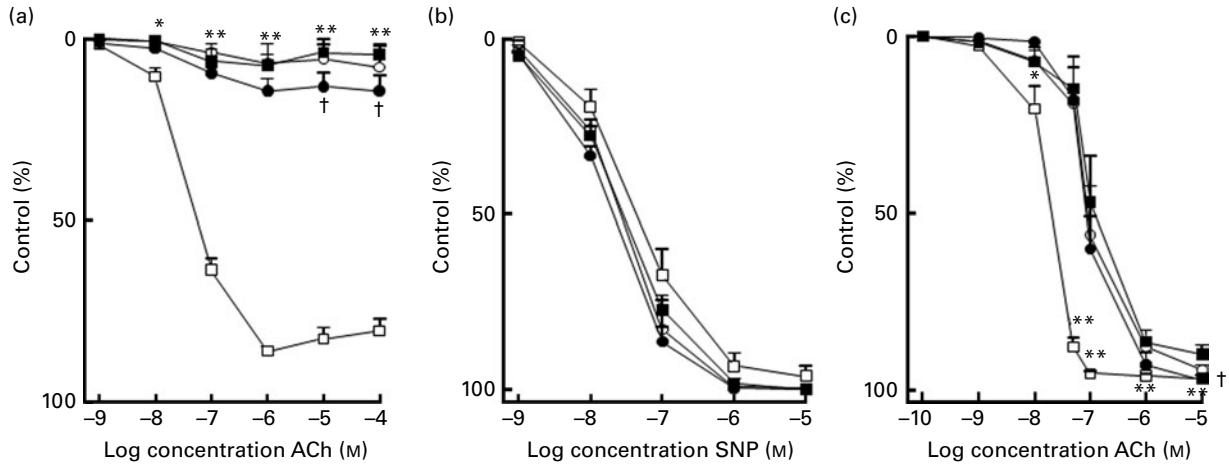 (a)
* ** ** ** **
0
50
100
Control (%)
† †
–9 –8 –7 –6 –5 –4
Log concentration ACh (M)
(b)
0
50
100
Control (%)
–9 –8 –7 –6 –5
Log concentration SNP (M)
(c)
0
50
100
Control (%)
*
**
**
†
** **
–10 –9 –8 –7 –6 –5
Log concentration ACh (M)